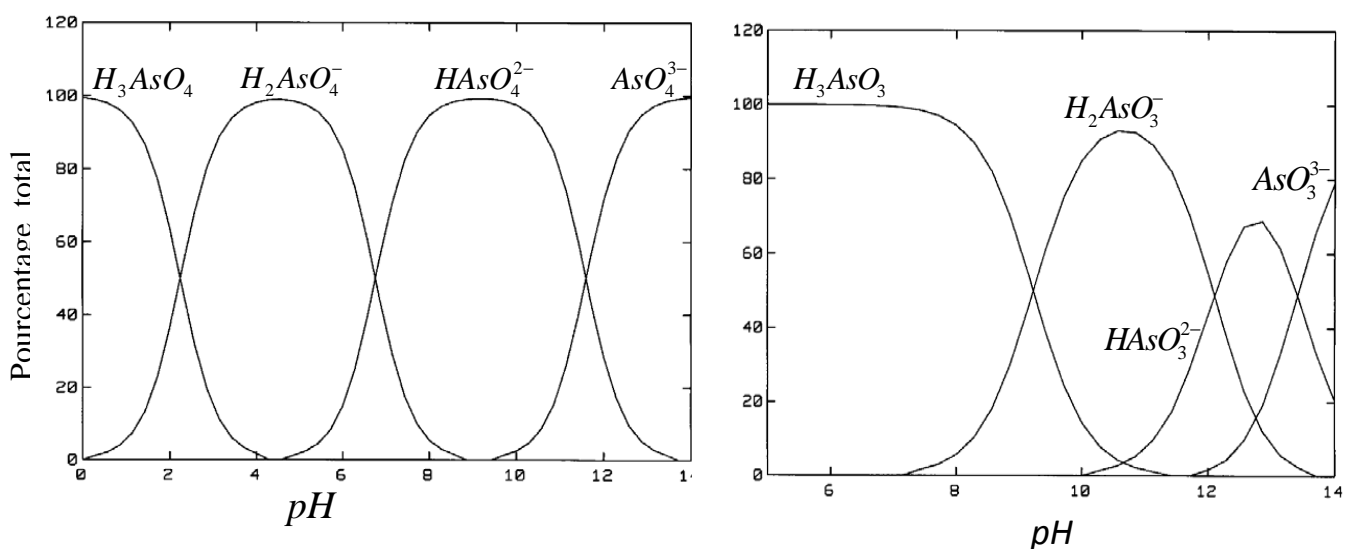 120
H₃AsO₄ H₂AsO₄⁻ HAsO₄²⁻ AsO₄³⁻
100
80
60
40
20
0
Pourcentage total
0 2 4 6 8 10 12 14
pH
120
H₃AsO₃
100
H₂AsO₃⁻
80
AsO₃³⁻
60
40
HAsO₃²⁻
20
0
6 8 10 12 14
pH